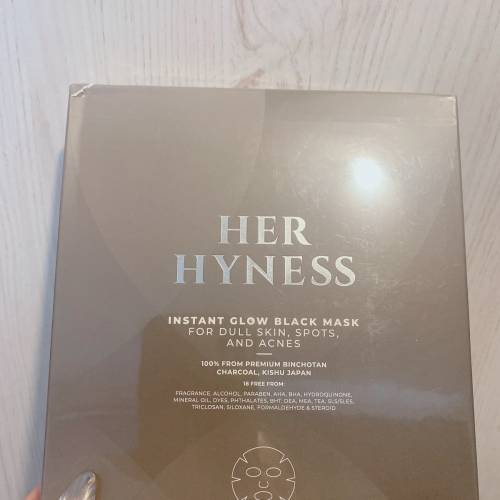 HER
HYNESS
INSTANT GLOW BLACK MASK
FOR DULL SKIN, SPOTS,
AND ACNES
100% FROM PREMIUM BINCHOTAN
CHARCOAL, KISHU JAPAN
18 FREE FROM:
FRAGRANCE, ALCOHOL, PARABEN, AHA, BHA, HYDROQUINONE,
MINERAL OIL, DYES, PHTHALATES, BHT, DEA, MEA, TEA, SLS/SLES,
TRICLOSAN, SILOXANE, FORMALDEHYDE & STEROID